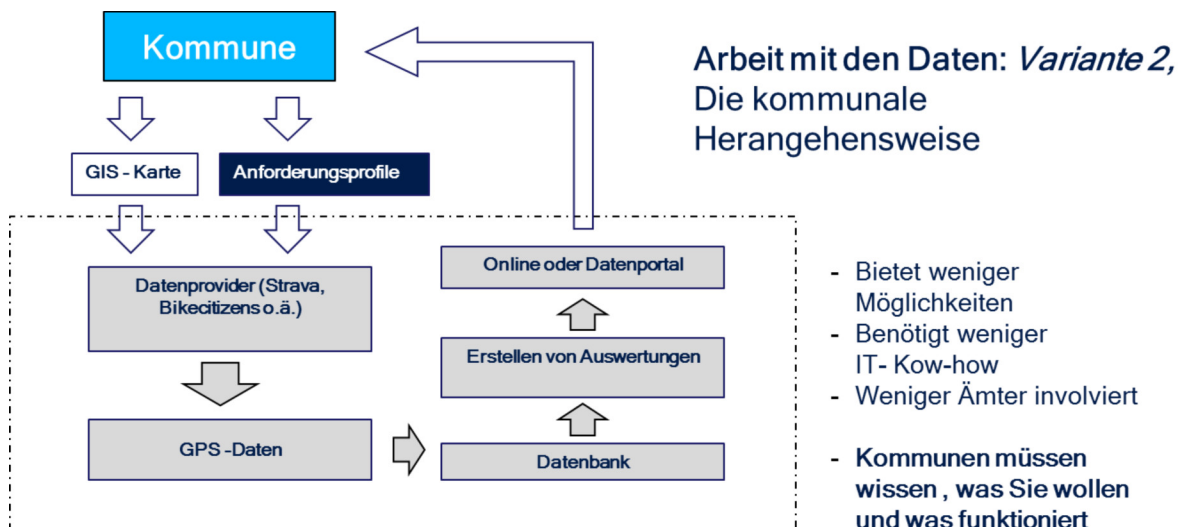 Kommune
Arbeit mit den Daten: Variante 2,
Die kommunale
Herangehensweise
GIS - Karte
Anforderungsprofile
Datenprovider (Strava,
Bikecitizens o.ä.)
GPS -Daten
Online oder Datenportal
Erstellen von Auswertungen
Datenbank
- Bietet weniger
Möglichkeiten
- Benötigt weniger
IT- Kow-how
- Weniger Ämter involviert
- Kommunen müssen
wissen , was Sie wollen
und was funktioniert